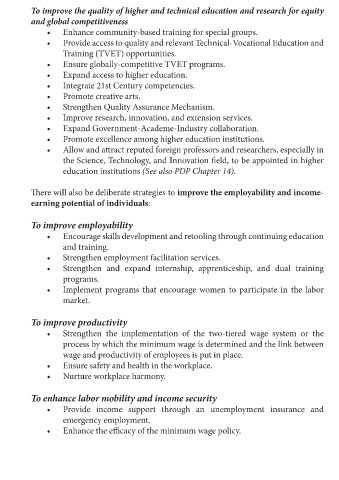 To improve the quality of higher and technical education and research for equity
and global competitiveness
• Enhance community-based training for special groups.
• Provide access to quality and relevant Technical-Vocational Education and
Training (TVET) opportunities.
• Ensure globally-competitive TVET programs.
• Expand access to higher education.
• Integrate 21st Century competencies.
• Promote creative arts.
• Strengthen Quality Assurance Mechanism.
• Improve research, innovation, and extension services.
• Expand Government-Academe-Industry collaboration.
• Promote excellence among higher education institutions.
• Allow and attract reputed foreign professors and researchers, especially in
the Science, Technology, and Innovation field, to be appointed in higher
education institutions (See also PDP Chapter 14).
There will also be deliberate strategies to improve the employability and income-
earning potential of individuals:
To improve employability
• Encourage skills development and retooling through continuing education
and training.
• Strengthen employment facilitation services.
• Strengthen and expand internship, apprenticeship, and dual training
programs.
• Implement programs that encourage women to participate in the labor
market.
To improve productivity
• Strengthen the implementation of the two-tiered wage system or the
process by which the minimum wage is determined and the link between
wage and productivity of employees is put in place.
• Ensure safety and health in the workplace.
• Nurture workplace harmony.
To enhance labor mobility and income security
• Provide income support through an unemployment insurance and
emergency employment.
• Enhance the efficacy of the minimum wage policy.